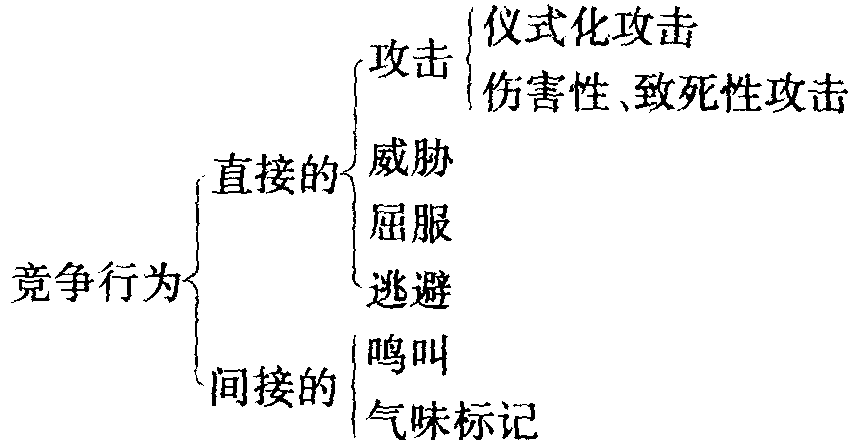 仪式化攻击
攻击
伤害性、致死性攻击
威胁
直接的
屈服
竞争行为
逃避
鸣叫
间接的
气味标记